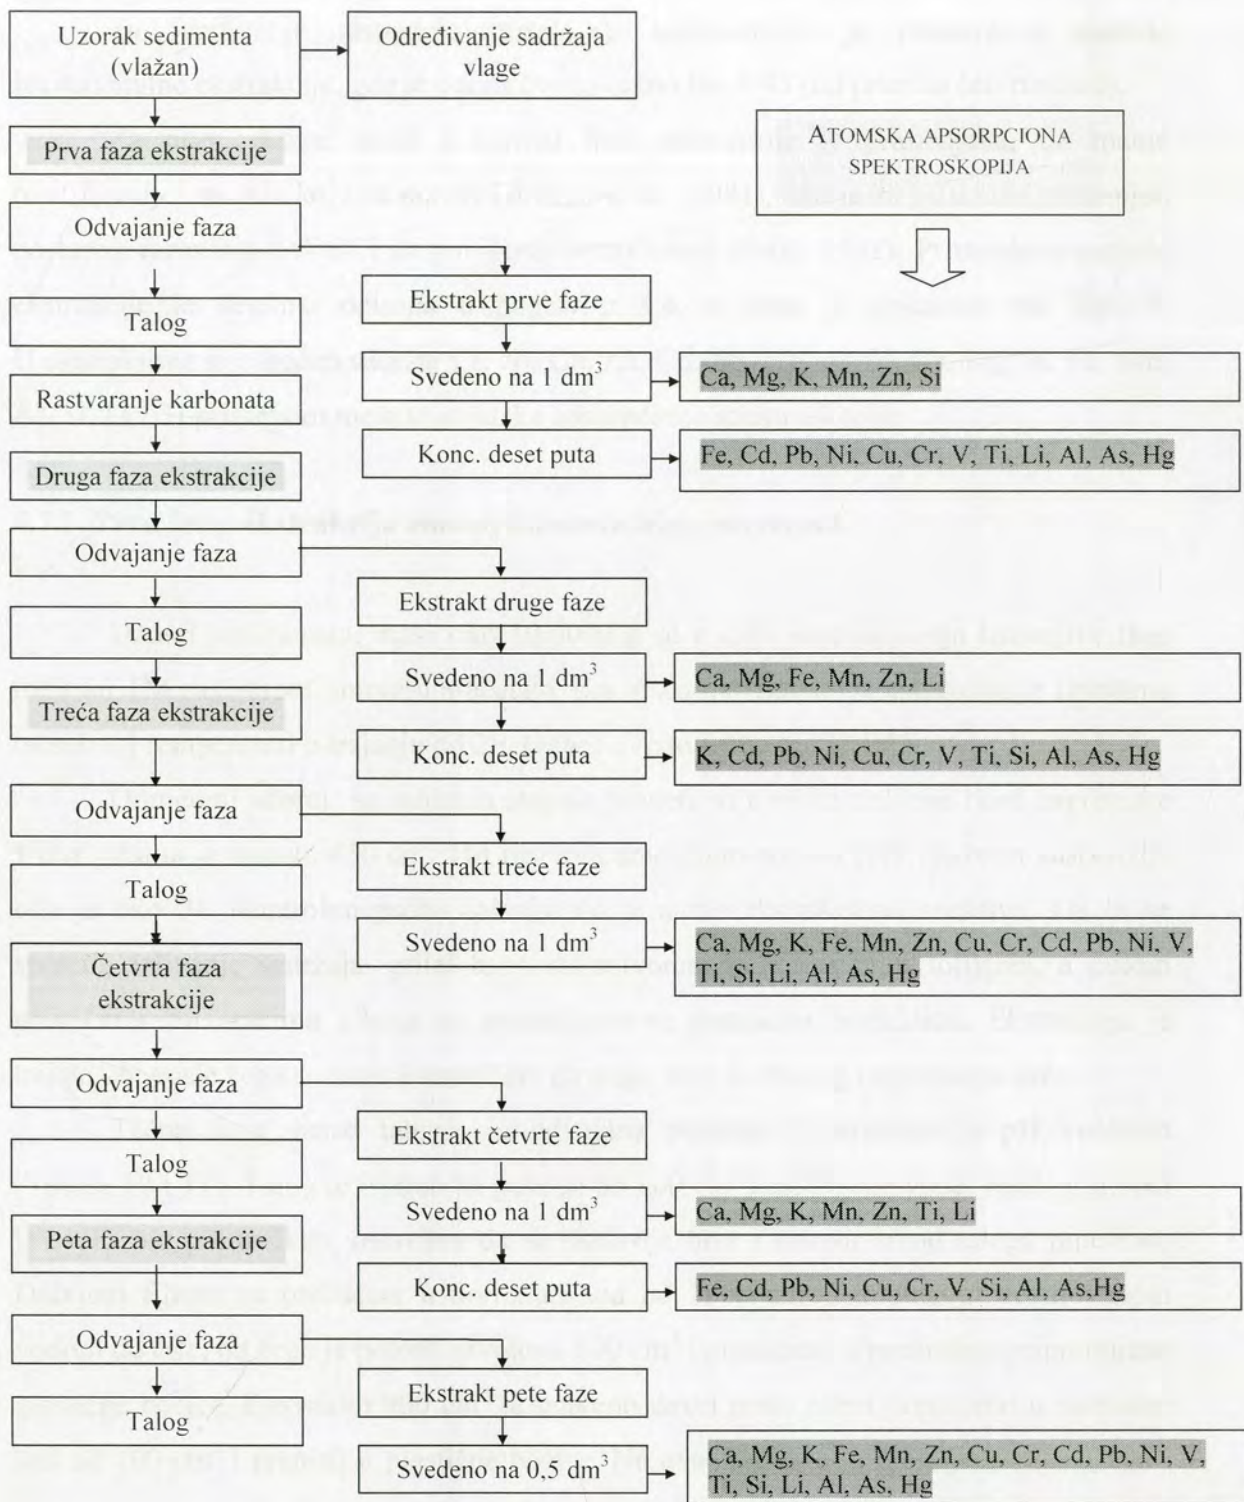 Uzorak sedimenta
(vlažan)
Određivanje sadržaja
vlage
ATOMSKA APSORPCIONA
SPEKTROSKOPIJA
Prva faza ekstrakcije
Odvajanje faza
Ekstrakt prve faze
Talog
Svedeno na 1 dm³
Ca, Mg, K, Mn, Zn, Si
Rastvaranje karbonata
Konc. deset puta
Fe, Cd, Pb, Ni, Cu, Cr, V, Ti, Li, Al, As, Hg
Druga faza ekstrakcije
Odvajanje faza
Ekstrakt druge faze
Talog
Svedeno na 1 dm³
Ca, Mg, Fe, Mn, Zn, Li
Treća faza ekstrakcije
Konc. deset puta
K, Cd, Pb, Ni, Cu, Cr, V, Ti, Si, Al, As, Hg
Odvajanje faza
Ekstrakt treće faze
Talog
Svedeno na 1 dm³
Ca, Mg, K, Fe, Mn, Zn, Cu, Cr, Cd, Pb, Ni, V,
Ti, Si, Li, Al, As, Hg
Četvrta faza
ekstrakcije
Odvajanje faza
Ekstrakt četvrte faze
Talog
Svedeno na 1 dm³
Ca, Mg, K, Mn, Zn, Ti, Li
Peta faza ekstrakcije
Konc. deset puta
Fe, Cd, Pb, Ni, Cu, Cr, V, Si, Al, As,Hg
Odvajanje faza
Ekstrakt pete faze
Talog
Svedeno na 0,5 dm³
Ca, Mg, K, Fe, Mn, Zn, Cu, Cr, Cd, Pb, Ni, V,
Ti, Si, Li, Al, As, Hg